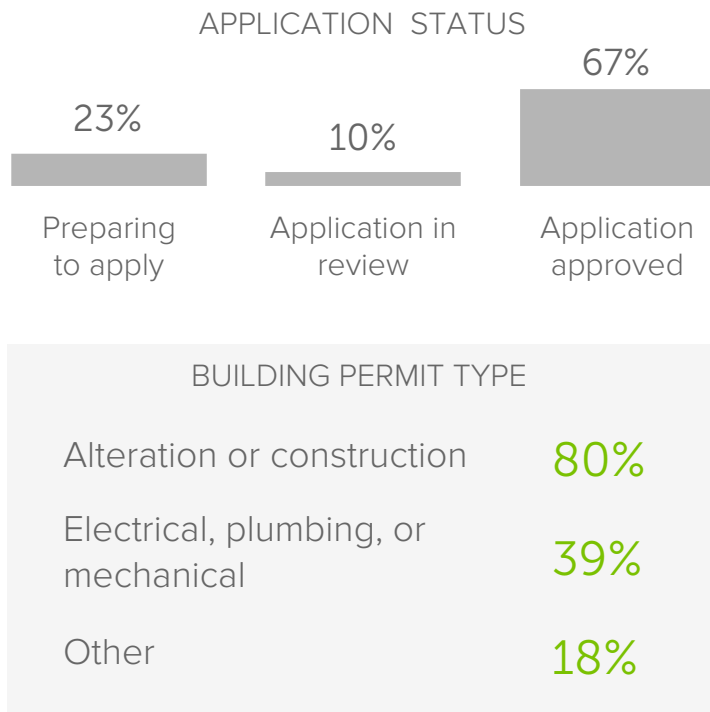 APPLICATION STATUS
67%
23%
10%
Preparing
to apply
Application in
review
Application
approved
BUILDING PERMIT TYPE
Alteration or construction
80%
Electrical, plumbing, or
mechanical
39%
Other
18%